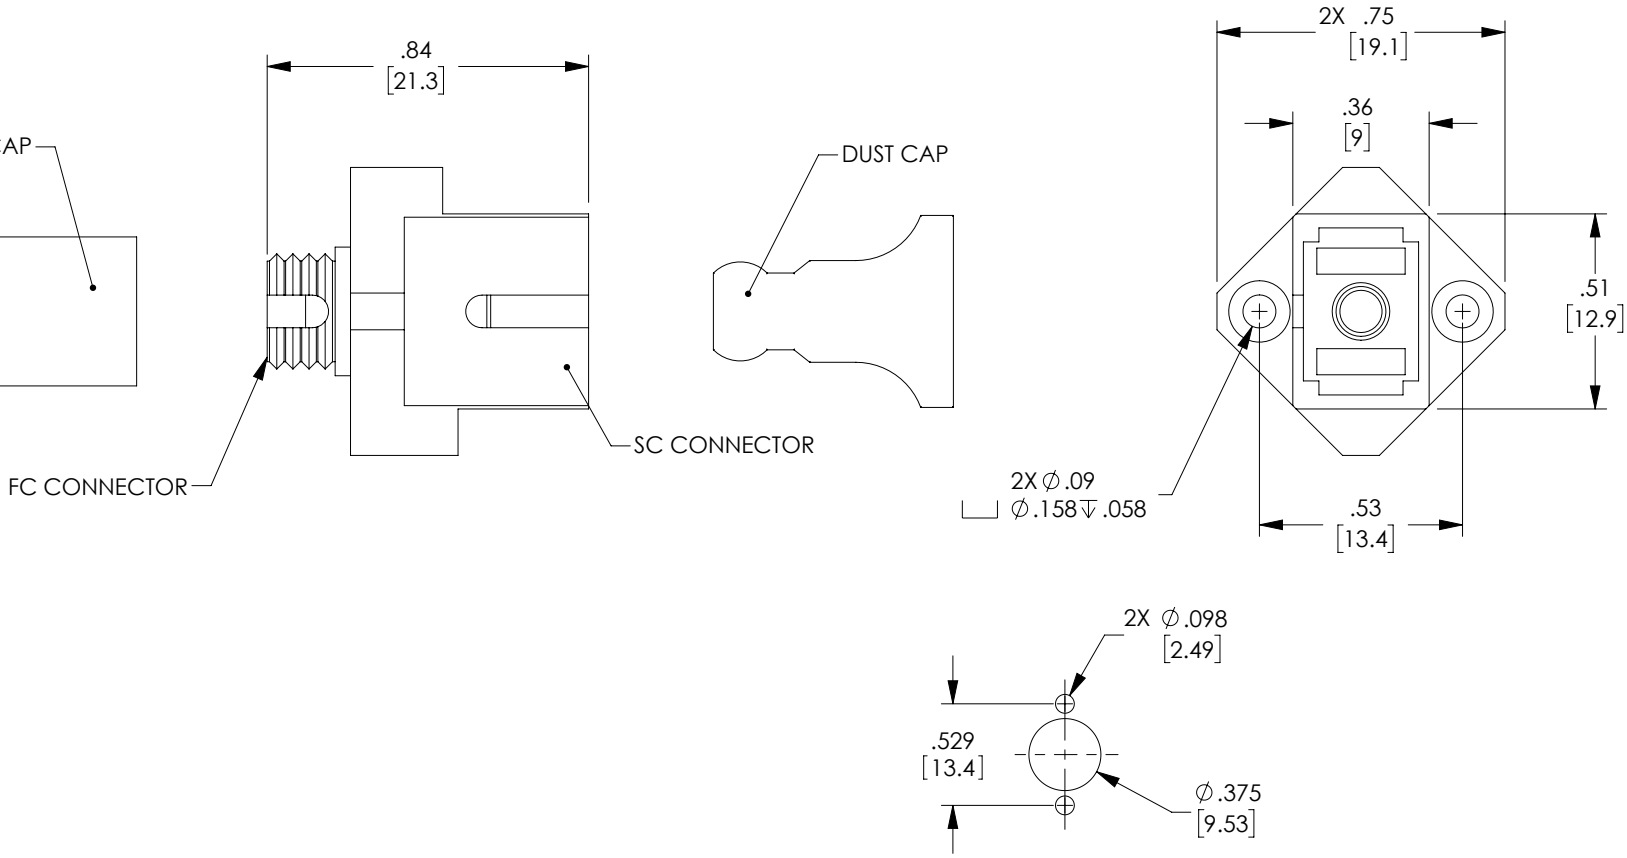 .84
[21.3]
2X .75
[19.1]
.36
[9]
CAP
DUST CAP
.51
[12.9]
SC CONNECTOR
FC CONNECTOR
2X ⌀.09
⌴ ⌀.158 ↧ .058
.53
[13.4]
2X ⌀.098
[2.49]
.529
[13.4]
⌀.375
[9.53]